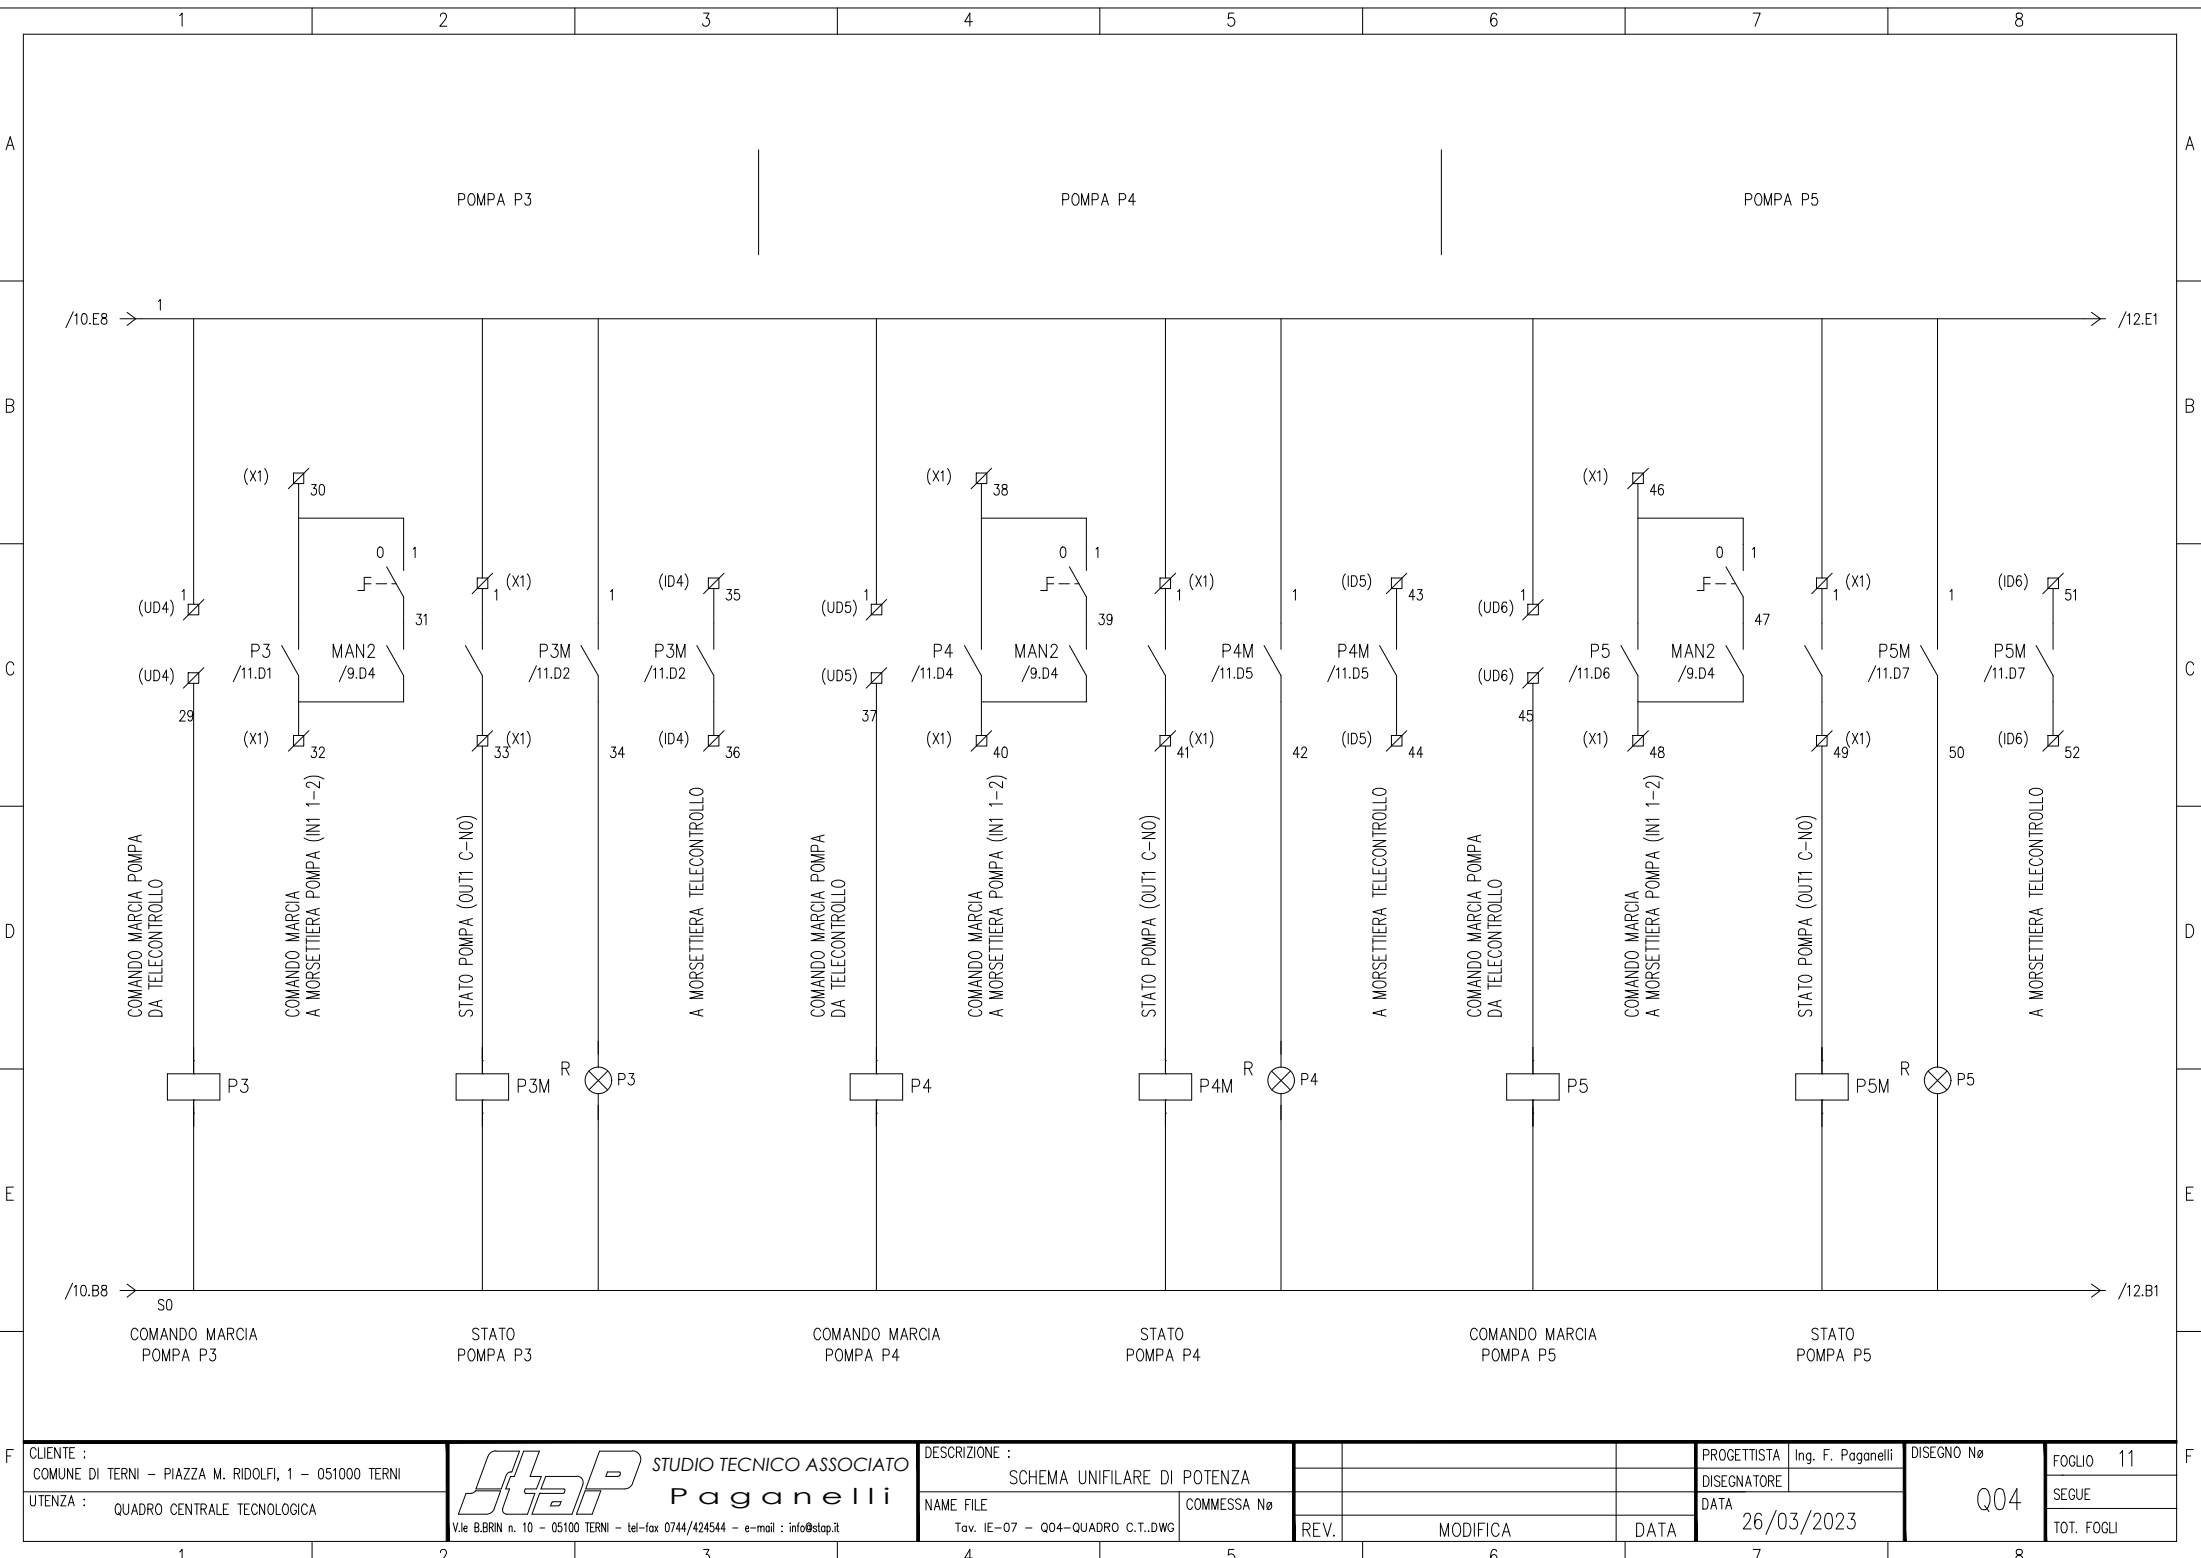 1 2 3 4 5 6 7 8
A A
POMPA P3 POMPA P4 POMPA P5
1
/10.E8 /12.E1
B B
(X1) 30 (X1) 38 (X1) 46
0 1 0 1 0 1
(UD4) 1 31 (X1) 1 1 (ID4) 35
(UD5) 1 39 (X1) 1 1 (ID5) 43
(UD6) 1 47 (X1) 1 1 (ID6) 51
C C
P3 MAN2 P3M P3M P4 MAN2 P4M P4M P5 MAN2 P5M P5M
/11.D1 /9.D4 /11.D2 /11.D2 /11.D4 /9.D4 /11.D5 /11.D5 /11.D6 /9.D4 /11.D7 /11.D7
(UD4) 29 (UD5) 37 (UD6) 45
(X1) 32 33 (X1) 34 (ID4) 36
(X1) 40 41 (X1) 42 (ID5) 44
(X1) 48 49 (X1) 50 (ID6) 52
COMANDO MARCIA POMPA
DA TELECONTROLLO
COMANDO MARCIA
A MORSETTIERA POMPA (IN1 1-2)
STATO POMPA (OUT1 C-NO)
A MORSETTIERA TELECONTROLLO
COMANDO MARCIA POMPA
DA TELECONTROLLO
COMANDO MARCIA
A MORSETTIERA POMPA (IN1 1-2)
STATO POMPA (OUT1 C-NO)
A MORSETTIERA TELECONTROLLO
COMANDO MARCIA POMPA
DA TELECONTROLLO
COMANDO MARCIA
A MORSETTIERA POMPA (IN1 1-2)
STATO POMPA (OUT1 C-NO)
A MORSETTIERA TELECONTROLLO
D D
P3 P3M R P3 P4 P4M R P4 P5 P5M R P5
E E
/10.B8 /12.B1
S0
COMANDO MARCIA
POMPA P3
STATO
POMPA P3
COMANDO MARCIA
POMPA P4
STATO
POMPA P4
COMANDO MARCIA
POMPA P5
STATO
POMPA P5
F F
CLIENTE :
COMUNE DI TERNI - PIAZZA M. RIDOLFI, 1 - 051000 TERNI
UTENZA :
QUADRO CENTRALE TECNOLOGICA
StaP
STUDIO TECNICO ASSOCIATO
Paganelli
V.le B.BRIN n. 10 - 05100 TERNI - tel-fax 0744/424544 - e-mail : info@stap.it
DESCRIZIONE :
SCHEMA UNIFILARE DI POTENZA
NAME FILE
Tav. IE-07 - Q04-QUADRO C.T..DWG
COMMESSA Nø
REV. MODIFICA DATA
PROGETTISTA Ing. F. Paganelli
DISEGNATORE
DATA
26/03/2023
DISEGNO Nø
Q04
FOGLIO 11
SEGUE
TOT. FOGLI
1 2 3 4 5 6 7 8